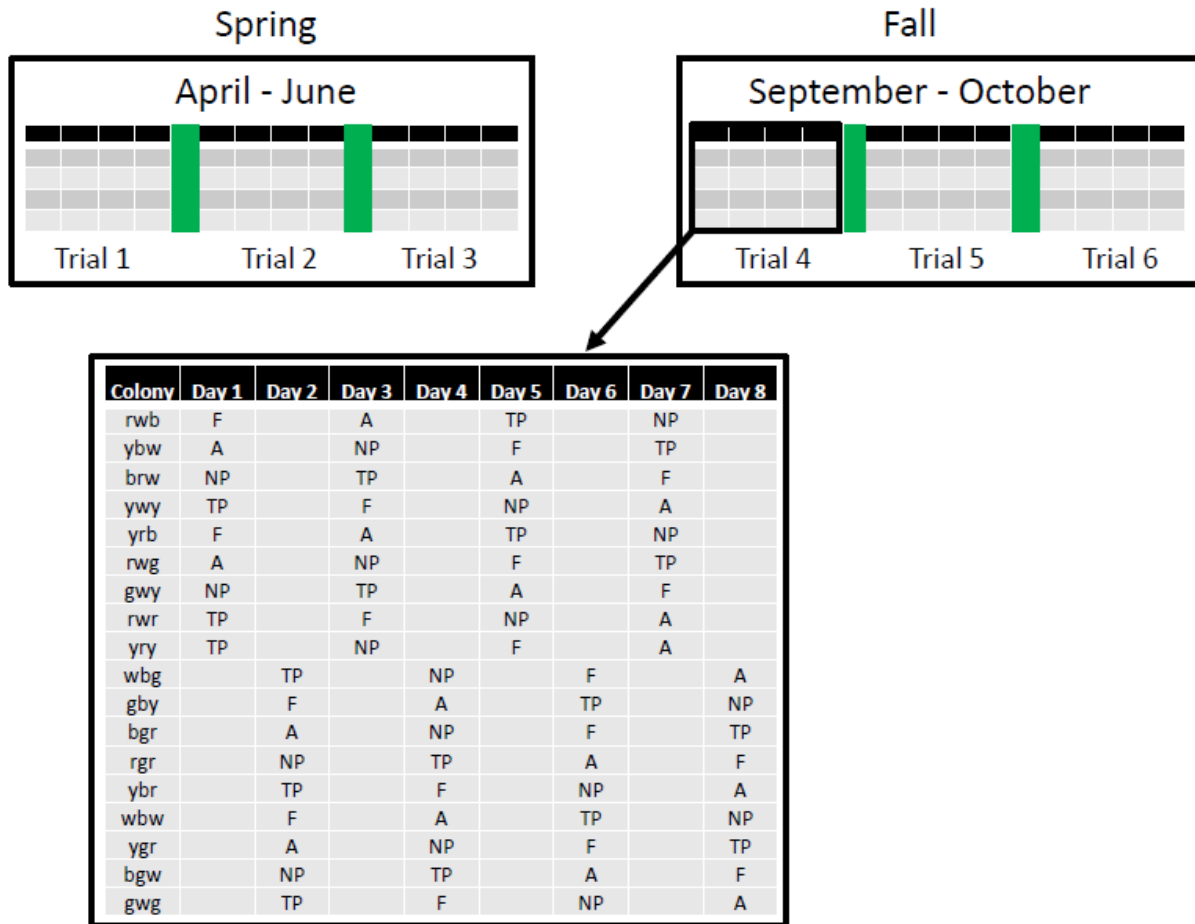 Spring
Fall
April - June
September - October
Trial 1 Trial 2 Trial 3
Trial 4 Trial 5 Trial 6
Colony Day 1 Day 2 Day 3 Day 4 Day 5 Day 6 Day 7 Day 8
rwb F A TP NP
ybw A NP F TP
brw NP TP A F
ywy TP F NP A
yrb F A TP NP
rwg A NP F TP
gwy NP TP A F
rwr TP F NP A
yry TP NP F A
wbg TP NP F A
gby F A TP NP
bgr A NP F TP
rgr NP TP A F
ybr TP F NP A
wbw F A TP NP
ygr A NP F TP
bgw NP TP A F
gwg TP F NP A